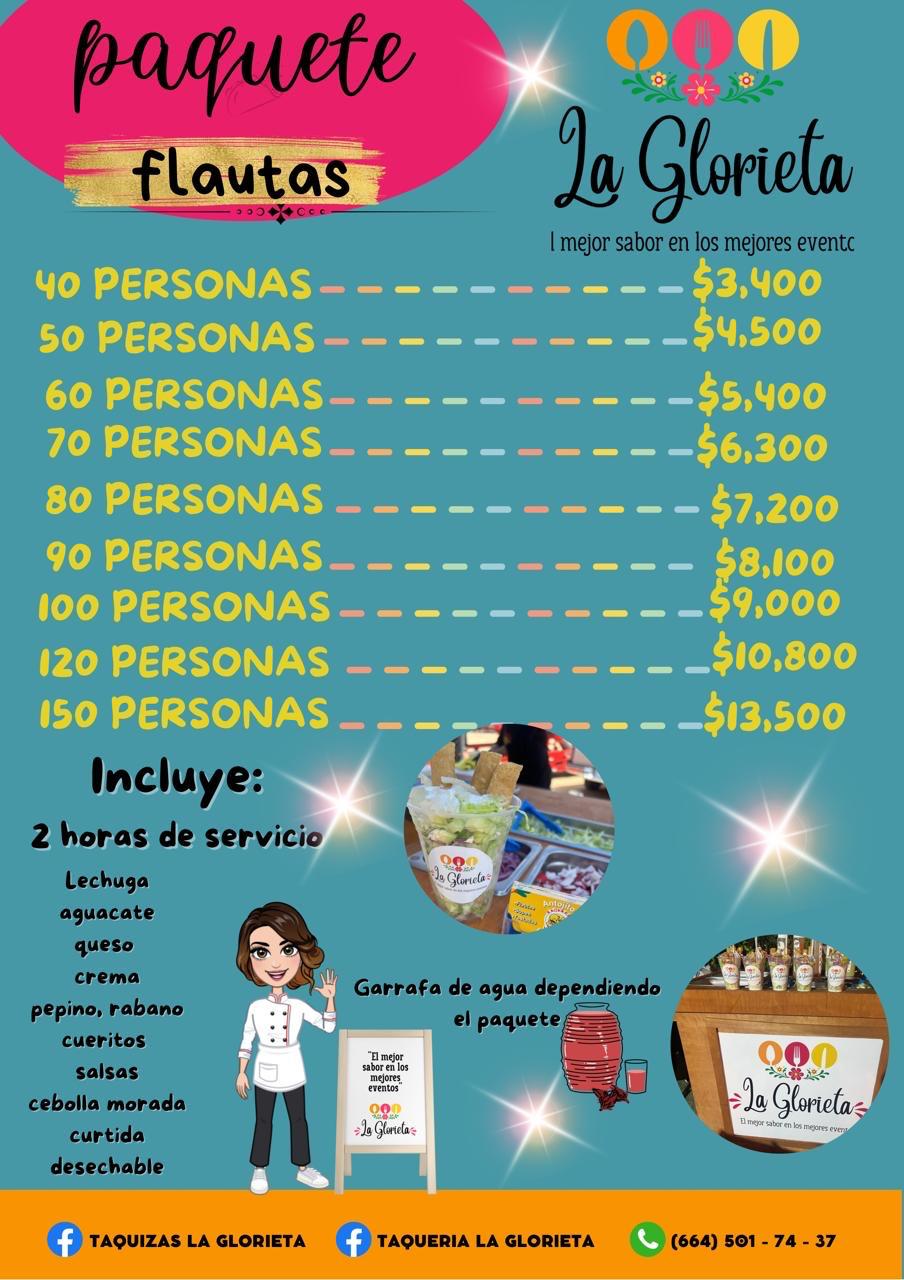 paquete
flautas
La Glorieta
l mejor sabor en los mejores evento
40 PERSONAS $3,400
50 PERSONAS $4,500
60 PERSONAS $5,400
70 PERSONAS $6,300
80 PERSONAS $7,200
90 PERSONAS $8,100
100 PERSONAS $9,000
120 PERSONAS $10,800
150 PERSONAS $13,500
Incluye:
2 horas de servicio
Lechuga
aguacate
queso
crema
pepino, rabano
cueritos
salsas
cebolla morada
curtida
desechable
La Glorieta
Antojito
Garrafa de agua dependiendo
el paquete
"El mejor
sabor en los
mejores
eventos"
La Glorieta
La Glorieta
El mejor sabor en los mejores event
TAQUIZAS LA GLORIETA
TAQUERIA LA GLORIETA
(664) 501 - 74 - 37